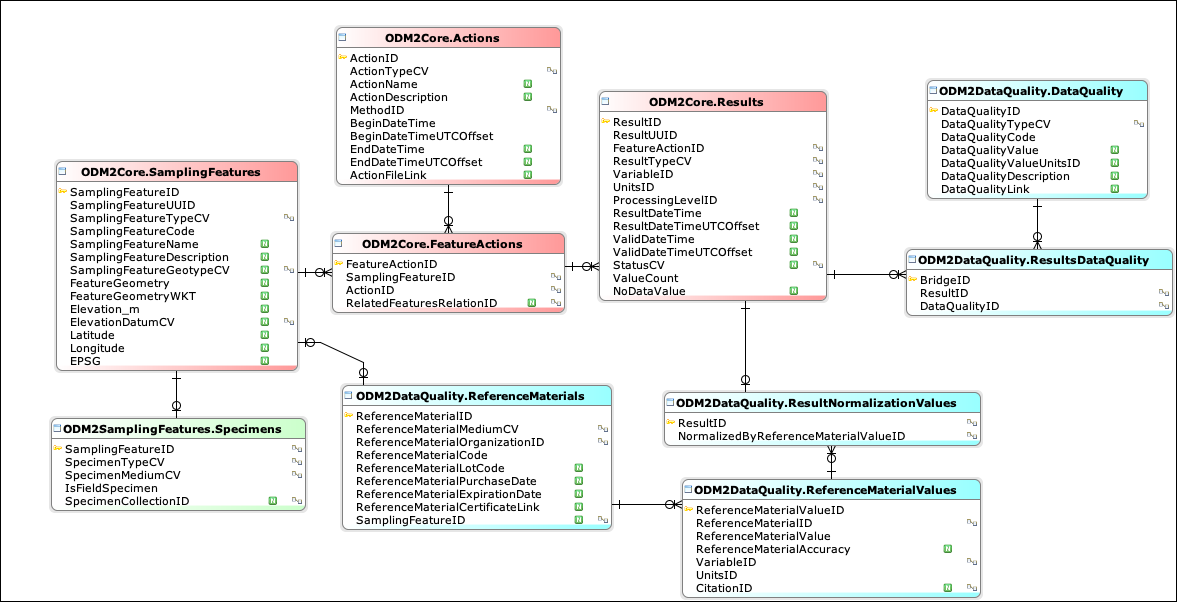 ODM2Core.Actions
ActionID
ActionTypeCV
ActionName N
ActionDescription N
MethodID
BeginDateTime
BeginDateTimeUTCOffset
EndDateTime N
EndDateTimeUTCOffset N
ActionFileLink N
ODM2Core.Results
ResultID
ResultUUID
FeatureActionID
ResultTypeCV
VariableID
UnitsID
ProcessingLevelID
ResultDateTime N
ResultDateTimeUTCOffset N
ValidDateTime N
ValidDateTimeUTCOffset N
StatusCV N
ValueCount
NoDataValue N
ODM2DataQuality.DataQuality
DataQualityID
DataQualityTypeCV
DataQualityCode
DataQualityValue N
DataQualityValueUnitsID N
DataQualityDescription N
DataQualityLink N
ODM2Core.SamplingFeatures
SamplingFeatureID
SamplingFeatureUUID
SamplingFeatureTypeCV
SamplingFeatureCode
SamplingFeatureName N
SamplingFeatureDescription N
SamplingFeatureGeotypeCV N
FeatureGeometry N
FeatureGeometryWKT N
Elevation_m N
ElevationDatumCV N
Latitude N
Longitude N
EPSG N
ODM2Core.FeatureActions
FeatureActionID
SamplingFeatureID
ActionID
RelatedFeaturesRelationID N
ODM2DataQuality.ResultsDataQuality
BridgeID
ResultID
DataQualityID
ODM2SamplingFeatures.Specimens
SamplingFeatureID
SpecimenTypeCV
SpecimenMediumCV
IsFieldSpecimen
SpecimenCollectionID N
ODM2DataQuality.ReferenceMaterials
ReferenceMaterialID
ReferenceMaterialMediumCV
ReferenceMaterialOrganizationID
ReferenceMaterialCode
ReferenceMaterialLotCode N
ReferenceMaterialPurchaseDate N
ReferenceMaterialExpirationDate N
ReferenceMaterialCertificateLink N
SamplingFeatureID N
ODM2DataQuality.ResultNormalizationValues
ResultID
NormalizedByReferenceMaterialValueID
ODM2DataQuality.ReferenceMaterialValues
ReferenceMaterialValueID
ReferenceMaterialID
ReferenceMaterialValue
ReferenceMaterialAccuracy N
VariableID
UnitsID
CitationID N